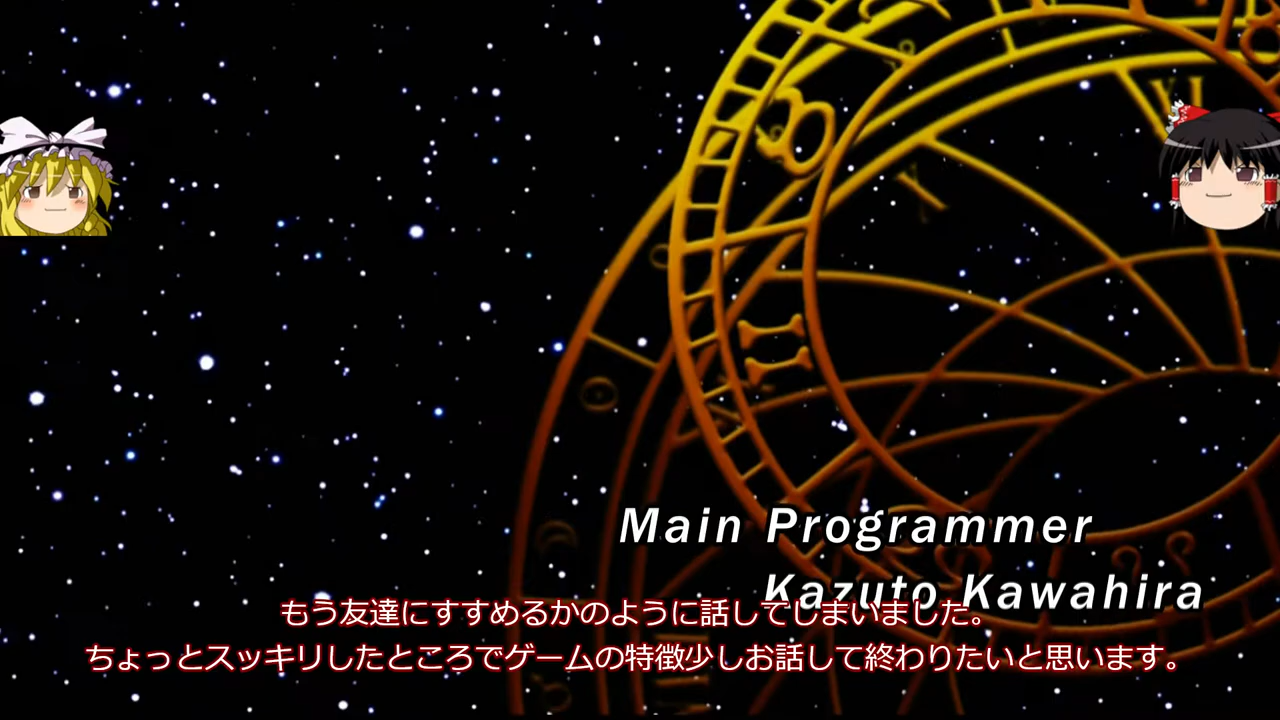 VI
X
II
Main Programmer
Kazuto Kawahira
もう友達にすすめるかのように話してしまいました。
ちょっとスッキリしたところでゲームの特徴少しお話して終わりたいと思います。